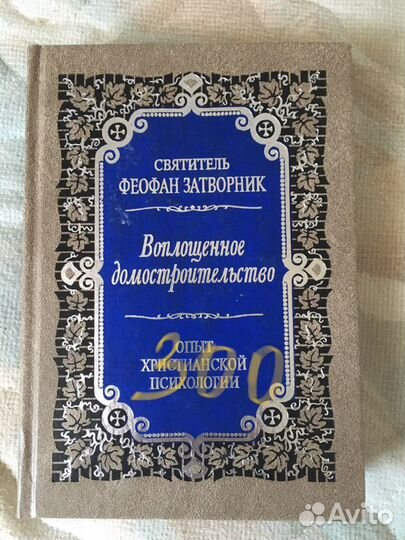 СВЯТИТЕЛЬ
ФЕОФАН ЗАТВОРНИК
Воплощенное
домостроительство
ОПЫТ
ХРИСТИАНСКОЙ
ПСИХОЛОГИИ
300
Avito